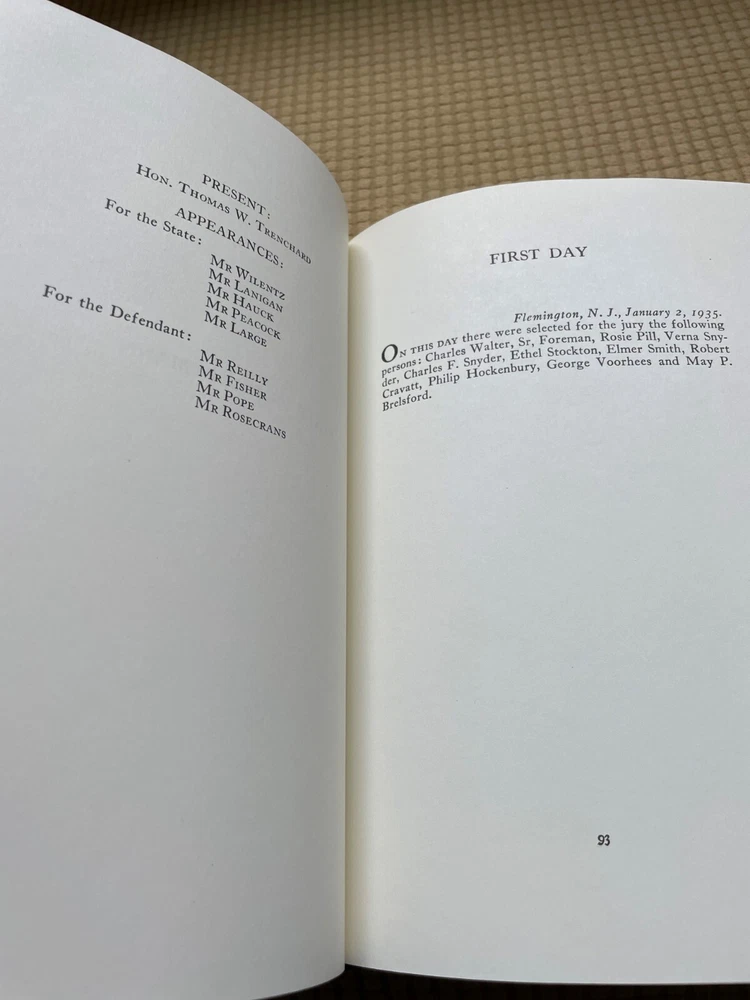 PRESENT:
HON. THOMAS W. TRENCHARD
APPEARANCES:
For the State:
MR WILENTZ
MR LANIGAN
MR HAUCK
MR PEACOCK
MR LARGE
For the Defendant:
MR REILLY
MR FISHER
MR POPE
MR ROSECRANS
FIRST DAY
Flemington, N. J., January 2, 1935.
ON THIS DAY there were selected for the jury the following
persons: Charles Walter, Sr, Foreman, Rosie Pill, Verna Sny-
der, Charles F. Snyder, Ethel Stockton, Elmer Smith, Robert
Cravatt, Philip Hockenbury, George Voorhees and May P.
Brelsford.
93